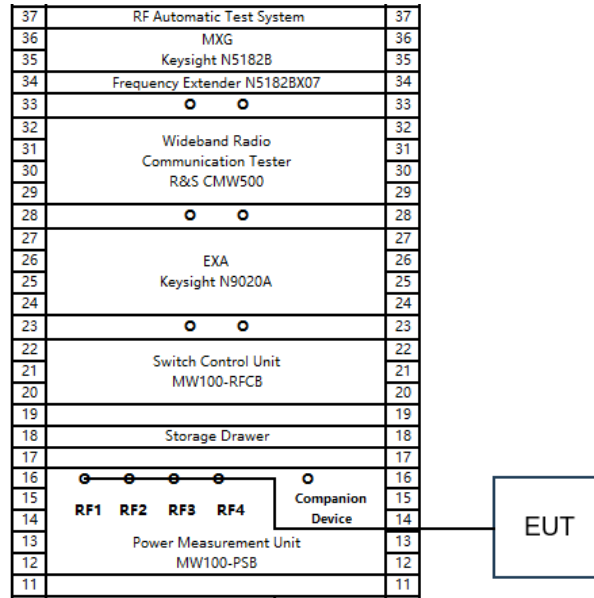 37 RF Automatic Test System 37
36 MXG 36
35 Keysight N5182B 35
34 Frequency Extender N5182BX07 34
33 33
32 32
Wideband Radio
31 31
Communication Tester
30 30
R&S CMW500
29 29
28 28
27 27
26 EXA 26
25 Keysight N9020A 25
24 24
23 23
22 22
Switch Control Unit
21 21
MW100-RFCB
20 20
19 19
18 Storage Drawer 18
17 17
16 16
15 Companion 15
RF1 RF2 RF3 RF4
14 Device 14
EUT
13 Power Measurement Unit 13
12 MW100-PSB 12
11 11